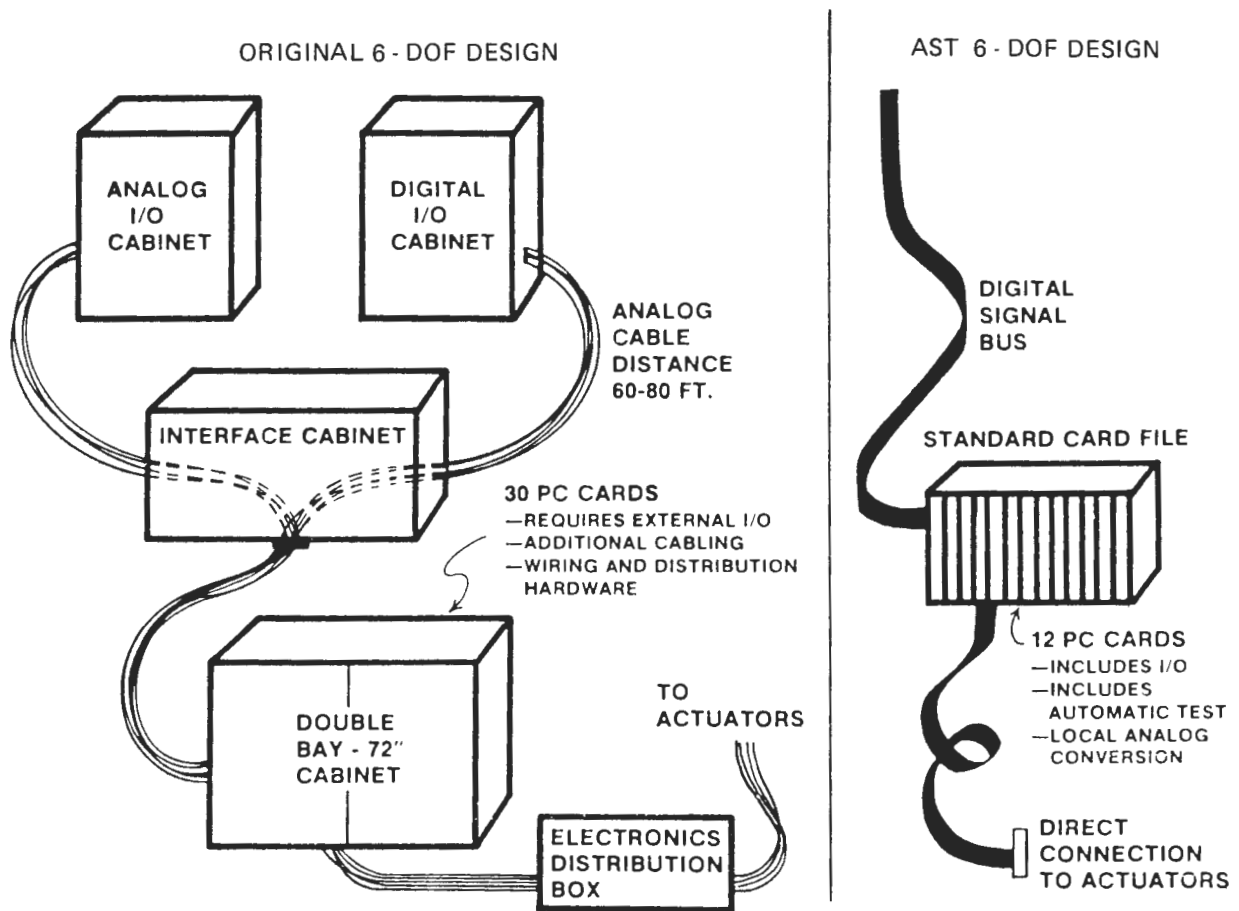 ORIGINAL 6 - DOF DESIGN
ANALOG
I/O
CABINET
DIGITAL
I/O
CABINET
ANALOG
CABLE
DISTANCE
60-80 FT.
INTERFACE CABINET
30 PC CARDS
—REQUIRES EXTERNAL I/O
—ADDITIONAL CABLING
—WIRING AND DISTRIBUTION
HARDWARE
DOUBLE
BAY - 72"
CABINET
TO
ACTUATORS
ELECTRONICS
DISTRIBUTION
BOX
AST 6 - DOF DESIGN
DIGITAL
SIGNAL
BUS
STANDARD CARD FILE
12 PC CARDS
—INCLUDES I/O
—INCLUDES
AUTOMATIC TEST
—LOCAL ANALOG
CONVERSION
DIRECT
CONNECTION
TO ACTUATORS